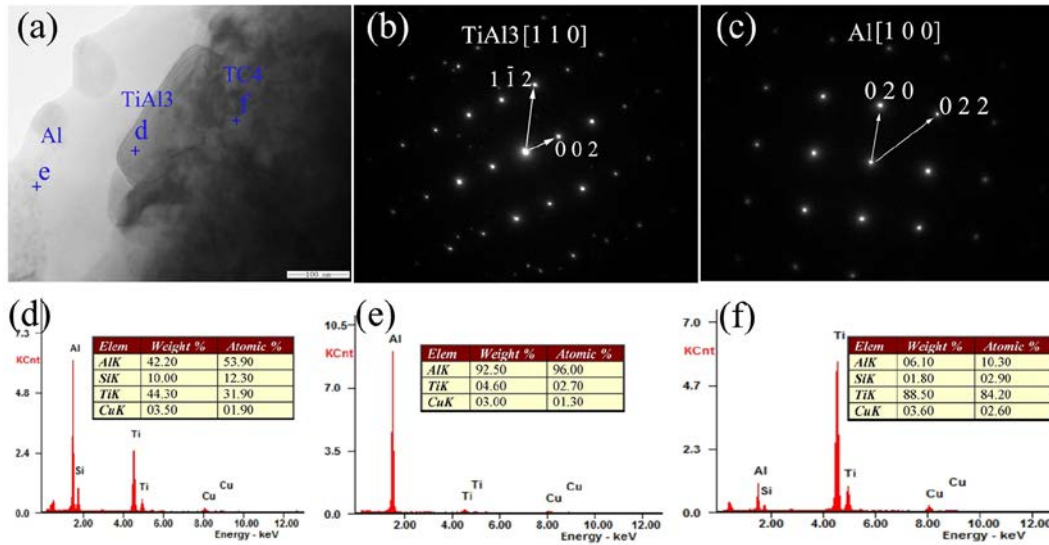 (a)
TC4
TiAl3
f
Al
d
e
100 nm
(b)
TiAl3[1 1 0]
1 1̄ 2
0 0 2
(c)
Al[1 0 0]
0 2 0
0 2 2
(d)
7.3
KCnt
4.8
2.4
0.0
Al
Si
Ti
Ti
Cu
Cu
Elem Weight % Atomic %
AlK 42.20 53.90
SiK 10.00 12.30
TiK 44.30 31.90
CuK 03.50 01.90
2.00 4.00 6.00 8.00 10.00 12.00
Energy - keV
(e)
10.5
KCnt
7.0
3.5
0.0
Al
Ti
Ti
Cu
Cu
Elem Weight % Atomic %
AlK 92.50 96.00
TiK 04.60 02.70
CuK 03.00 01.30
2.00 4.00 6.00 8.00 10.00 12.00
Energy - keV
(f)
7.0
KCnt
4.7
2.3
0.0
Al
Si
Ti
Ti
Cu
Cu
Elem Weight % Atomic %
AlK 06.10 10.30
SiK 01.80 02.90
TiK 88.50 84.20
CuK 03.60 02.60
2.00 4.00 6.00 8.00 10.00 12.00
Energy - keV